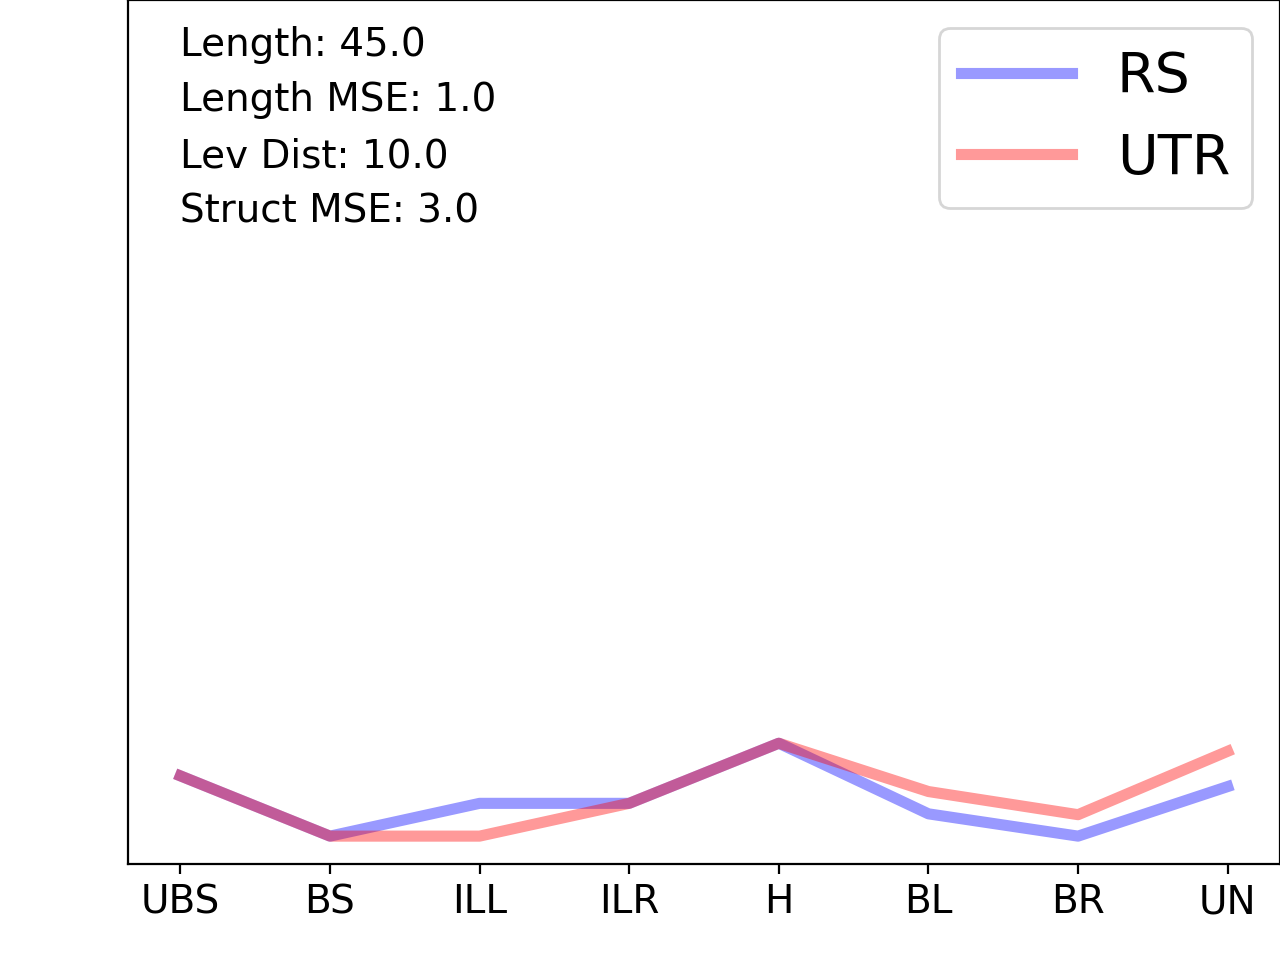 Length: 45.0
Length MSE: 1.0
Lev Dist: 10.0
Struct MSE: 3.0
RS
UTR
UBS BS ILL ILR H BL BR UN